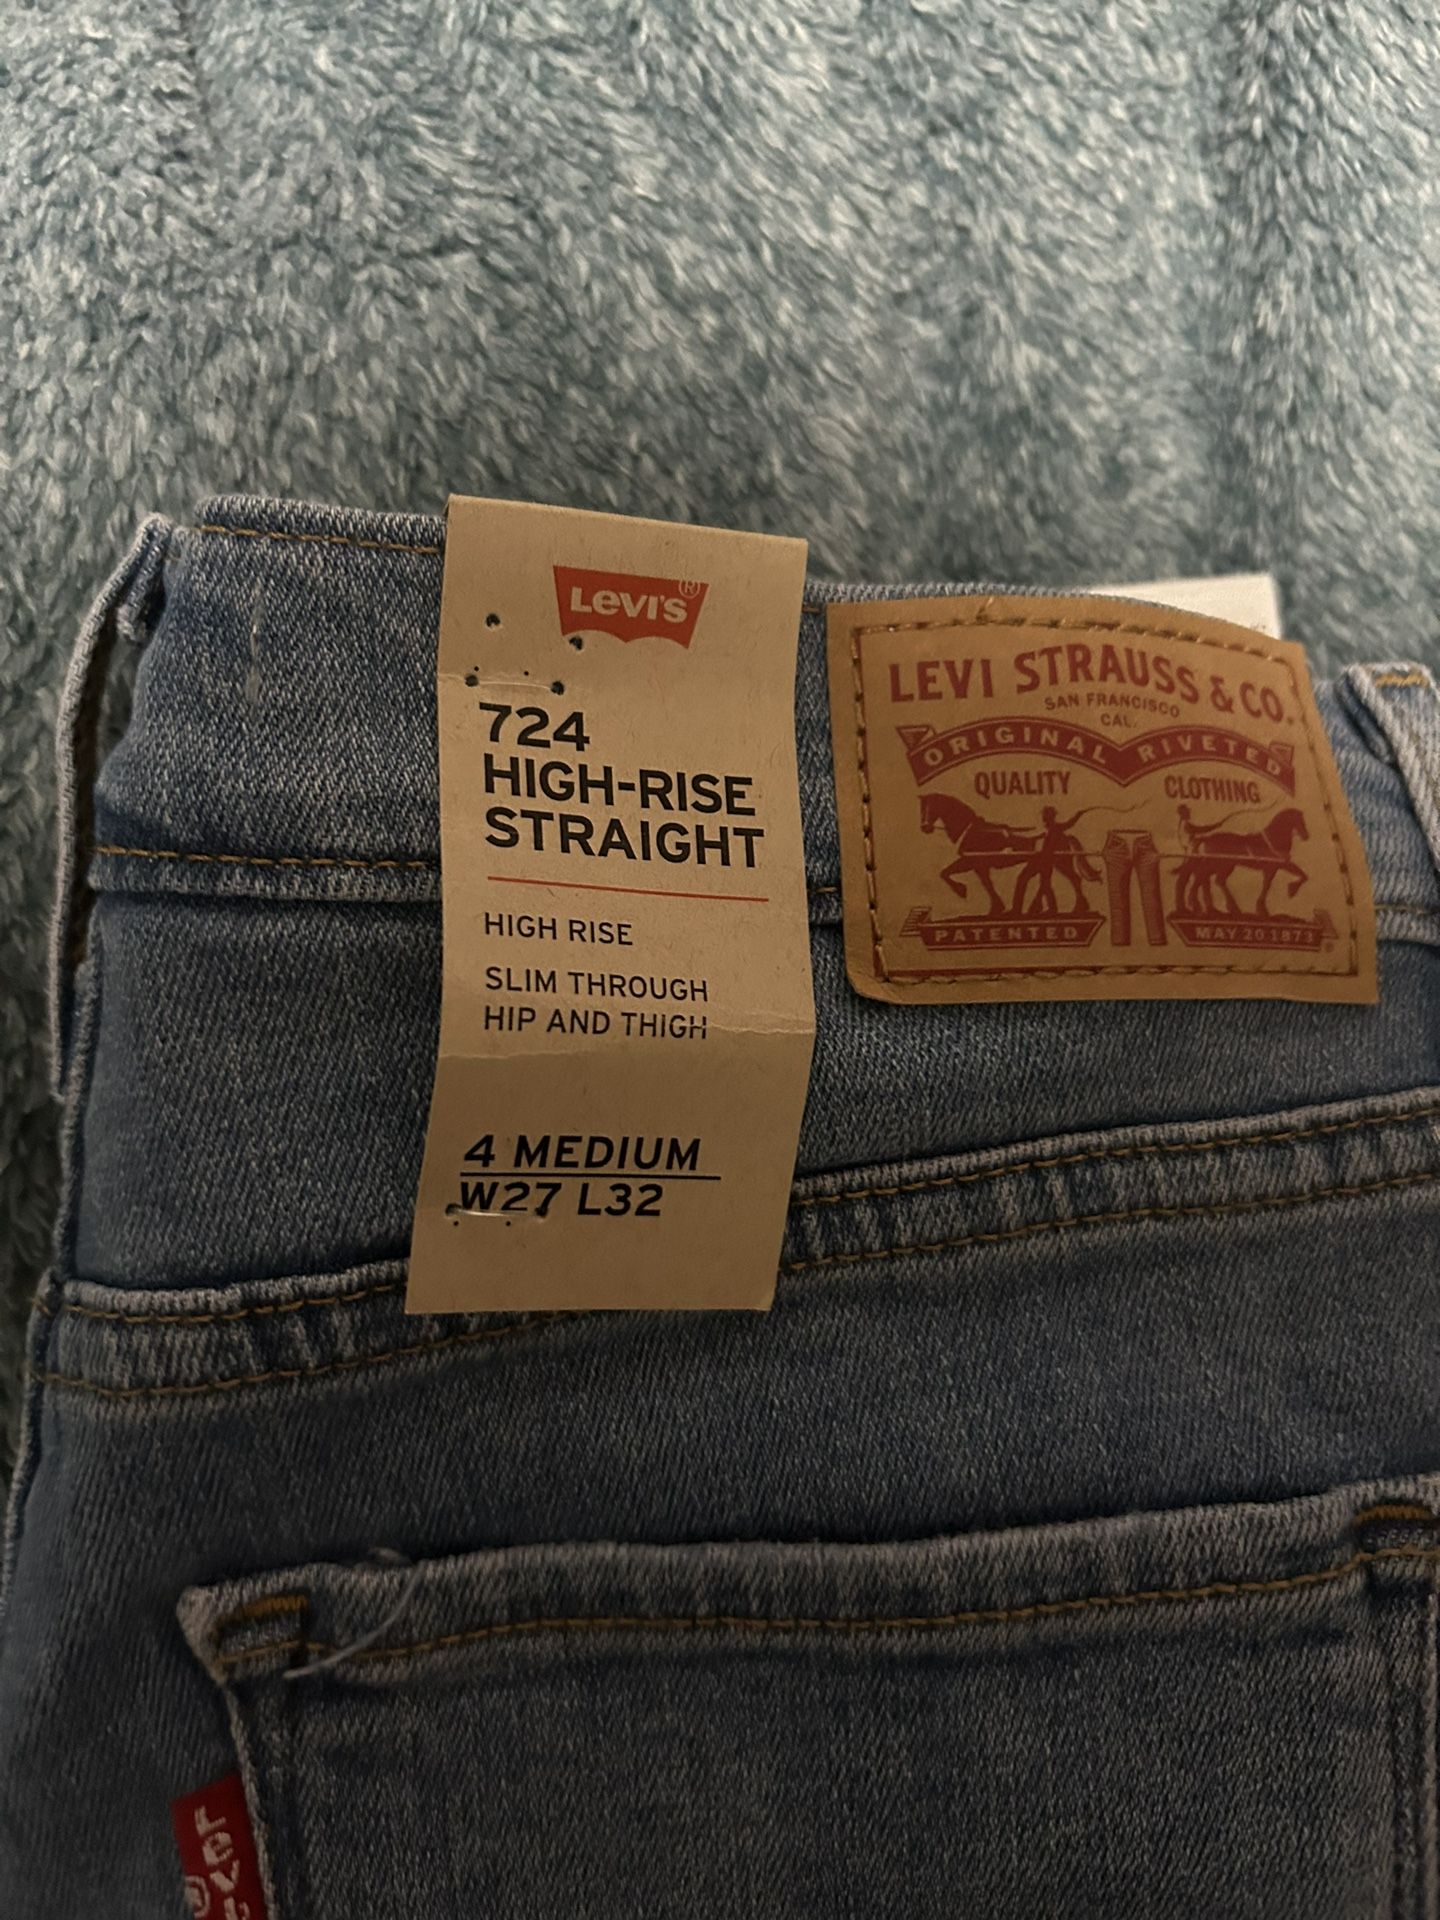 LEVI'S®
724
HIGH-RISE
STRAIGHT
HIGH RISE
SLIM THROUGH
HIP AND THIGH
4 MEDIUM
W27 L32
LEVI STRAUSS & CO.
SAN FRANCISCO
CAL.
ORIGINAL RIVETED
QUALITY CLOTHING
PATENTED MAY 20 1873